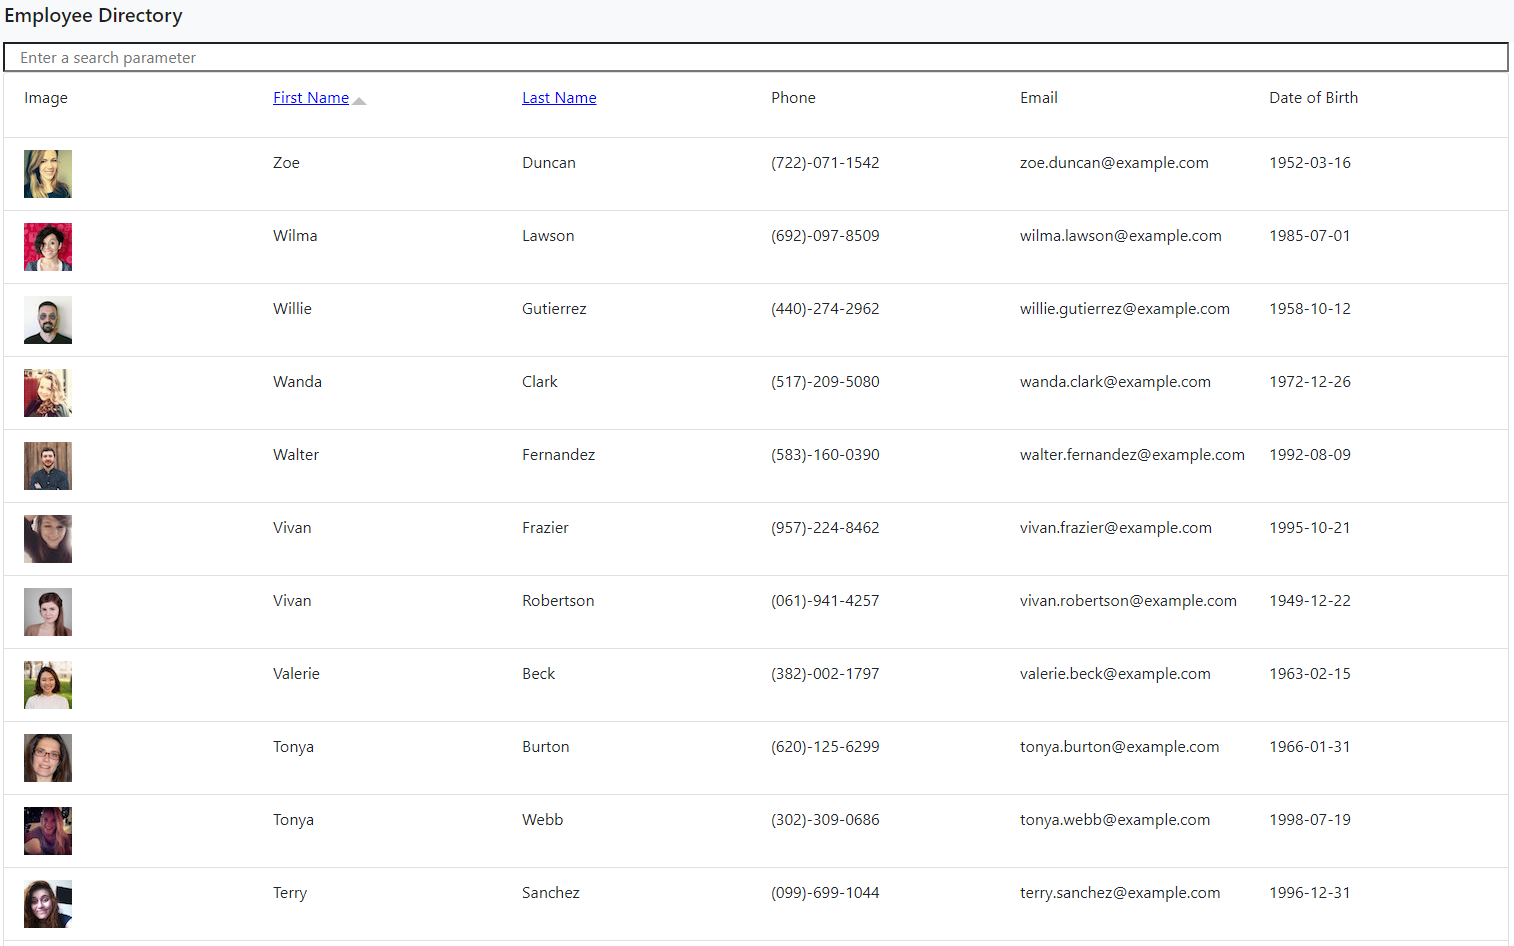 Employee Directory
Enter a search parameter
Image First Name Last Name Phone Email Date of Birth
Zoe Duncan (722)-071-1542 zoe.duncan@example.com 1952-03-16
Wilma Lawson (692)-097-8509 wilma.lawson@example.com 1985-07-01
Willie Gutierrez (440)-274-2962 willie.gutierrez@example.com 1958-10-12
Wanda Clark (517)-209-5080 wanda.clark@example.com 1972-12-26
Walter Fernandez (583)-160-0390 walter.fernandez@example.com 1992-08-09
Vivan Frazier (957)-224-8462 vivan.frazier@example.com 1995-10-21
Vivan Robertson (061)-941-4257 vivan.robertson@example.com 1949-12-22
Valerie Beck (382)-002-1797 valerie.beck@example.com 1963-02-15
Tonya Burton (620)-125-6299 tonya.burton@example.com 1966-01-31
Tonya Webb (302)-309-0686 tonya.webb@example.com 1998-07-19
Terry Sanchez (099)-699-1044 terry.sanchez@example.com 1996-12-31